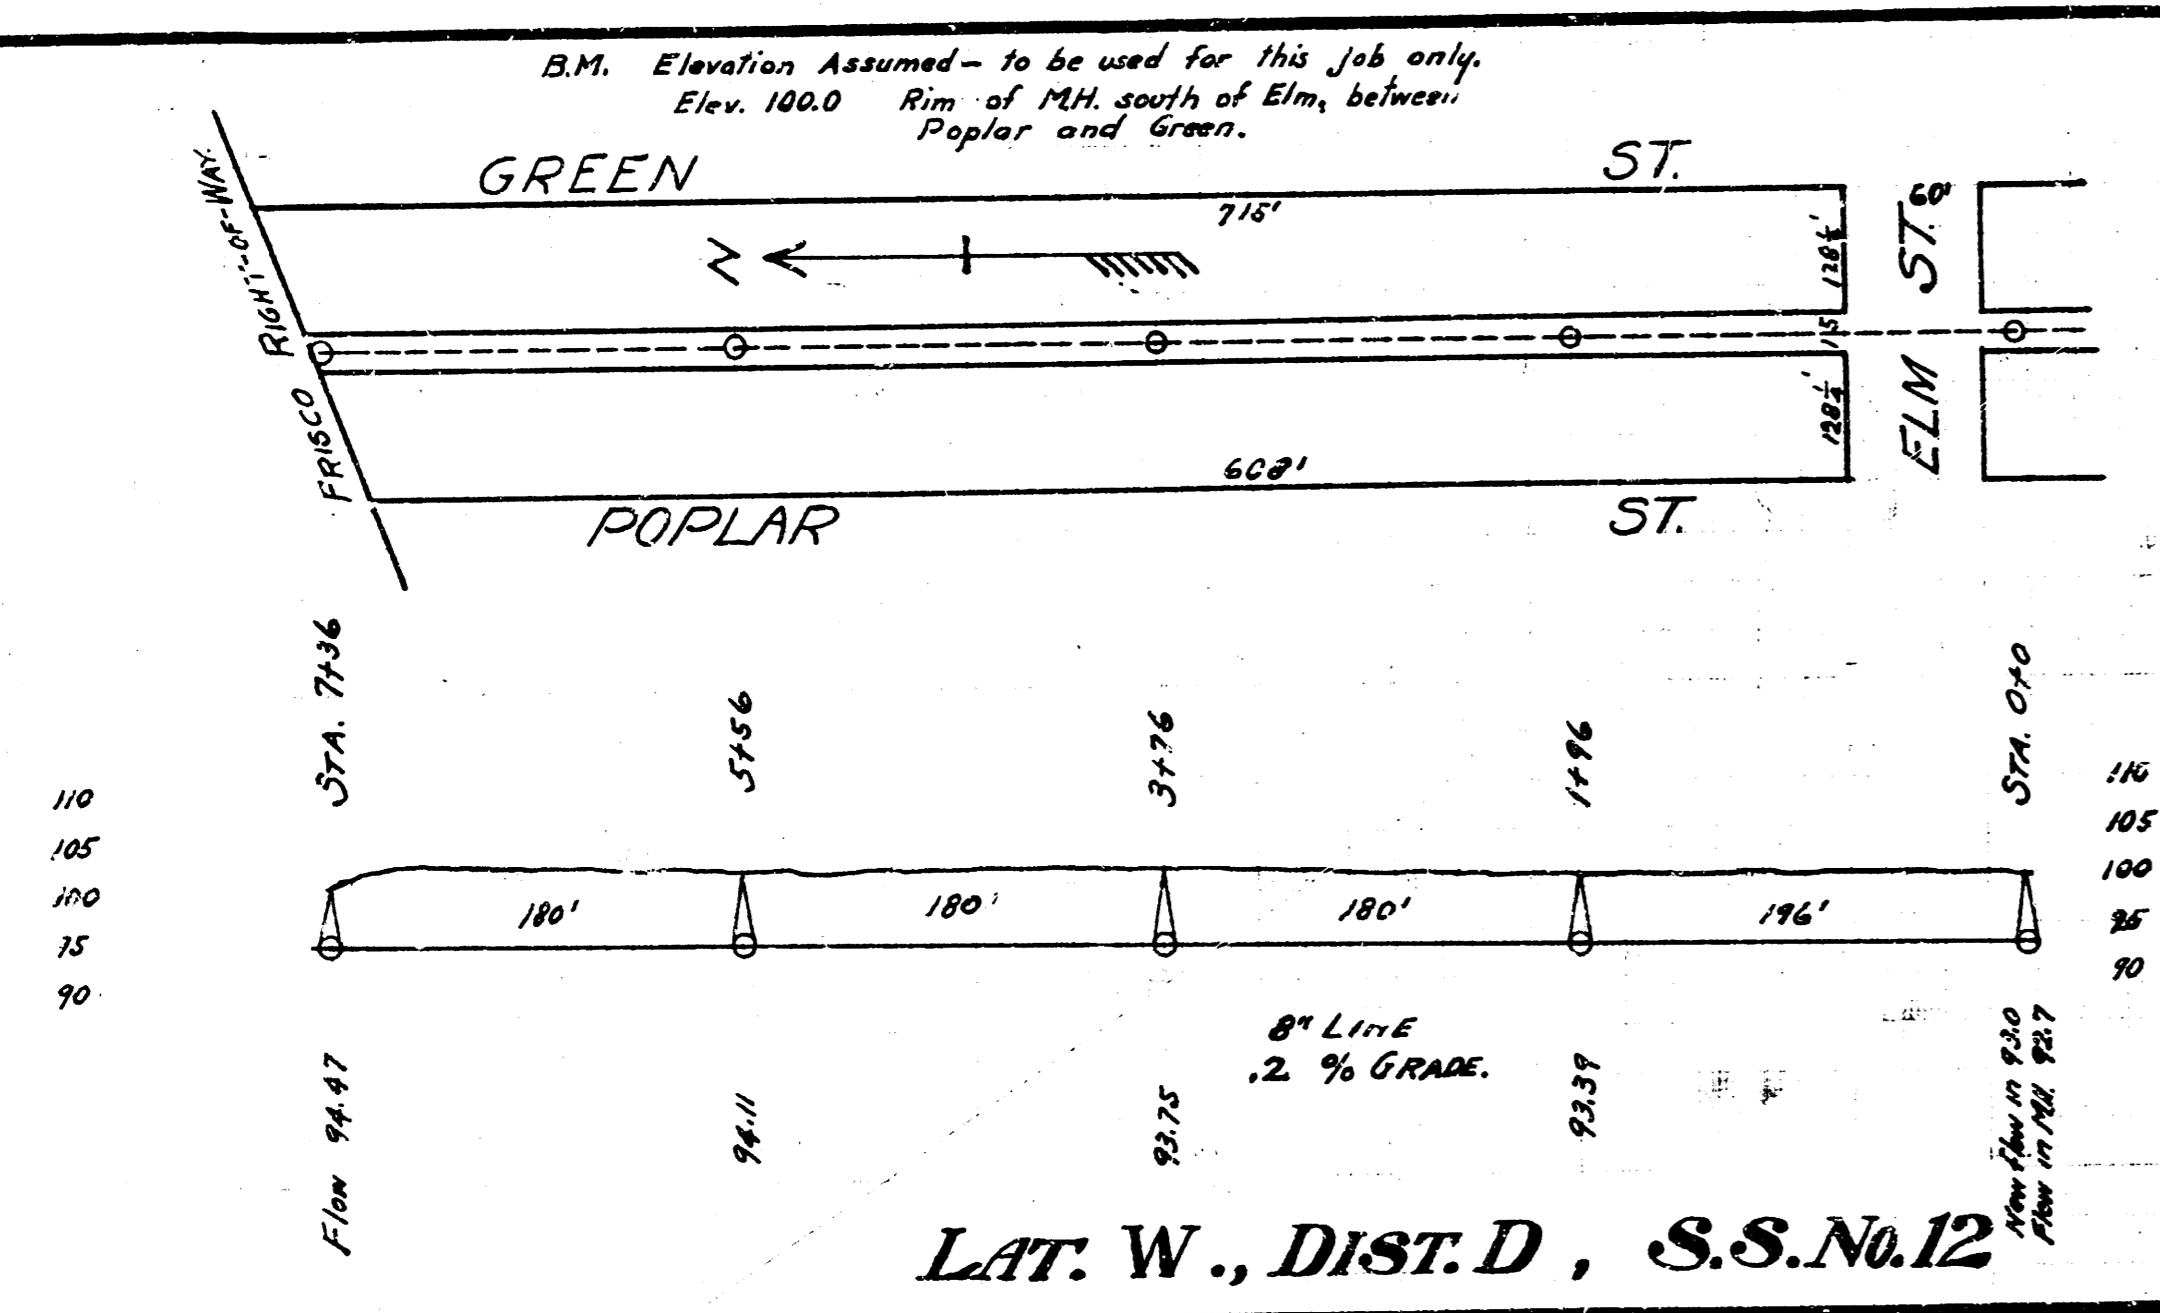 B.M. Elevation Assumed - to be used for this job only.
Elev. 100.0 Rim of M.H. south of Elm, between
Poplar and Green.
GREEN ST.
715'
60'
N
128½'
15
128¼'
ELM ST.
FRISCO RIGHT-OF-WAY.
POPLAR ST.
STA. 7+36
5+56
3+76
1+96
STA. 0+0
110
105
100
95
90
110
105
100
95
90
180'
180'
180'
196'
8" LINE
.2 % GRADE.
Flow 94.47
94.11
93.75
93.39
New flow in 93.0
Flow in M.H. 92.7
LAT. W., DIST. D, S.S. No. 12